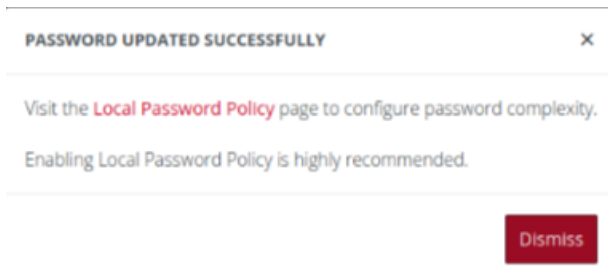 PASSWORD UPDATED SUCCESSFULLY ×
Visit the Local Password Policy page to configure password complexity.
Enabling Local Password Policy is highly recommended.
Dismiss